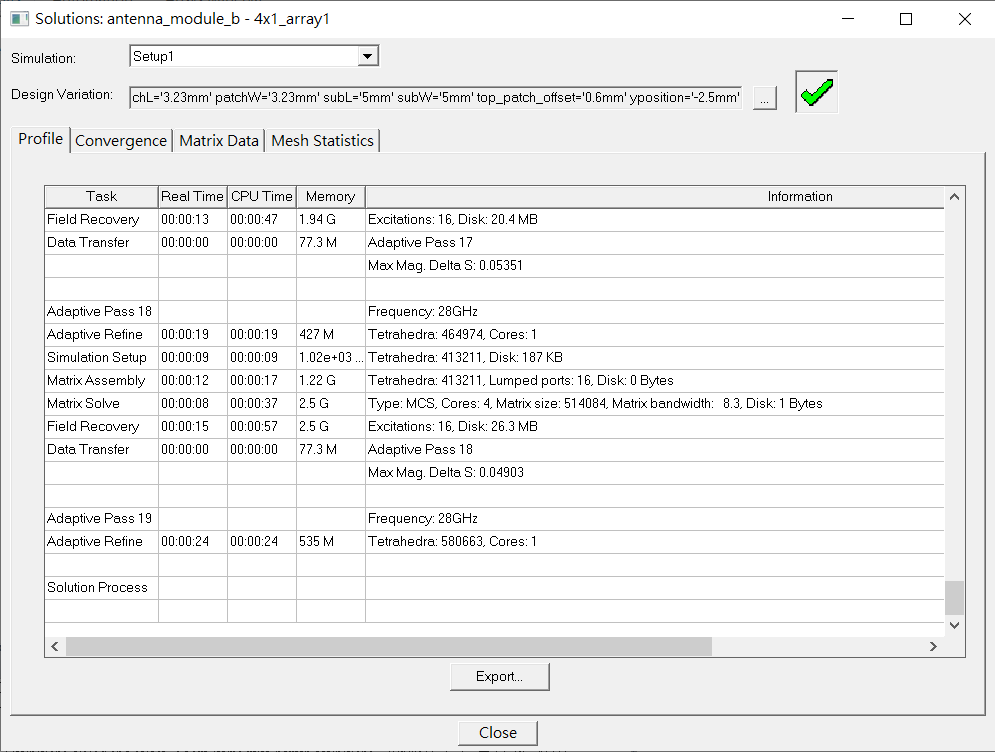 Solutions: antenna_module_b - 4x1_array1
Simulation: Setup1
Design Variation: chL='3.23mm' patchW='3.23mm' subL='5mm' subW='5mm' top_patch_offset='0.6mm' yposition='-2.5mm' ...
Profile Convergence Matrix Data Mesh Statistics
Task Real Time CPU Time Memory Information
Field Recovery 00:00:13 00:00:47 1.94 G Excitations: 16, Disk: 20.4 MB
Data Transfer 00:00:00 00:00:00 77.3 M Adaptive Pass 17
Max Mag. Delta S: 0.05351
Adaptive Pass 18 Frequency: 28GHz
Adaptive Refine 00:00:19 00:00:19 427 M Tetrahedra: 464974, Cores: 1
Simulation Setup 00:00:09 00:00:09 1.02e+03 ... Tetrahedra: 413211, Disk: 187 KB
Matrix Assembly 00:00:12 00:00:17 1.22 G Tetrahedra: 413211, Lumped ports: 16, Disk: 0 Bytes
Matrix Solve 00:00:08 00:00:37 2.5 G Type: MCS, Cores: 4, Matrix size: 514084, Matrix bandwidth: 8.3, Disk: 1 Bytes
Field Recovery 00:00:15 00:00:57 2.5 G Excitations: 16, Disk: 26.3 MB
Data Transfer 00:00:00 00:00:00 77.3 M Adaptive Pass 18
Max Mag. Delta S: 0.04903
Adaptive Pass 19 Frequency: 28GHz
Adaptive Refine 00:00:24 00:00:24 535 M Tetrahedra: 580663, Cores: 1
Solution Process
Export...
Close